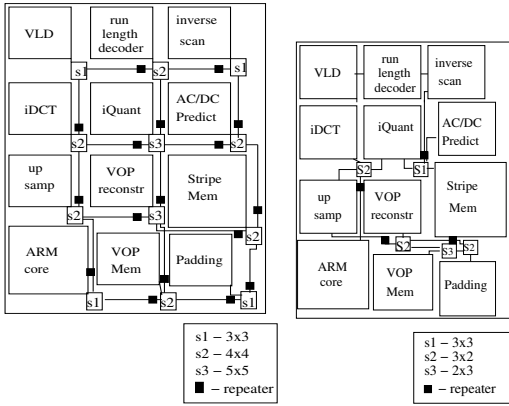 VLD
run
length
decoder
inverse
scan
s1
s2
s1
iDCT
iQuant
AC/DC
Predict
s2
s3
s2
up
samp
VOP
reconstr
Stripe
Mem
s2
s3
s2
ARM
core
VOP
Mem
Padding
s1
s2
s1
s1 – 3x3
s2 – 4x4
s3 – 5x5
– repeater
VLD
run
length
decoder
inverse
scan
iDCT
iQuant
AC/DC
Predict
S2
S1
up
samp
VOP
reconstr
Stripe
Mem
S2
S3
S2
ARM
core
VOP
Mem
Padding
s1 – 3x3
s2 – 3x2
s3 – 2x3
– repeater